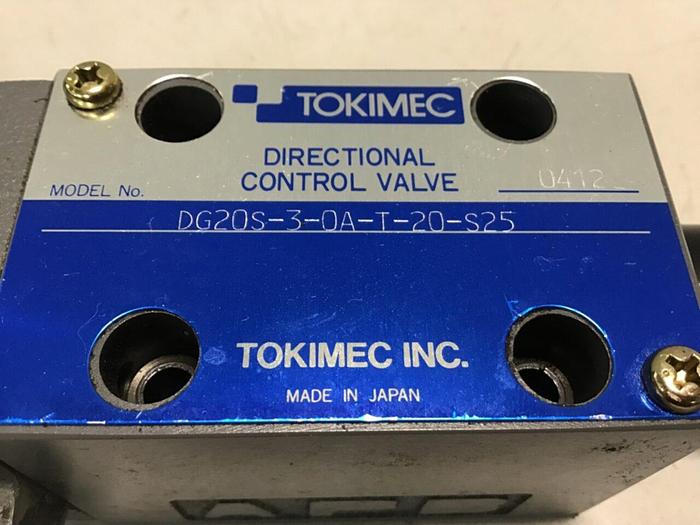 TOKIMEC
DIRECTIONAL
CONTROL VALVE
0412
MODEL No.
DG20S-3-0A-T-20-S25
TOKIMEC INC.
MADE IN JAPAN